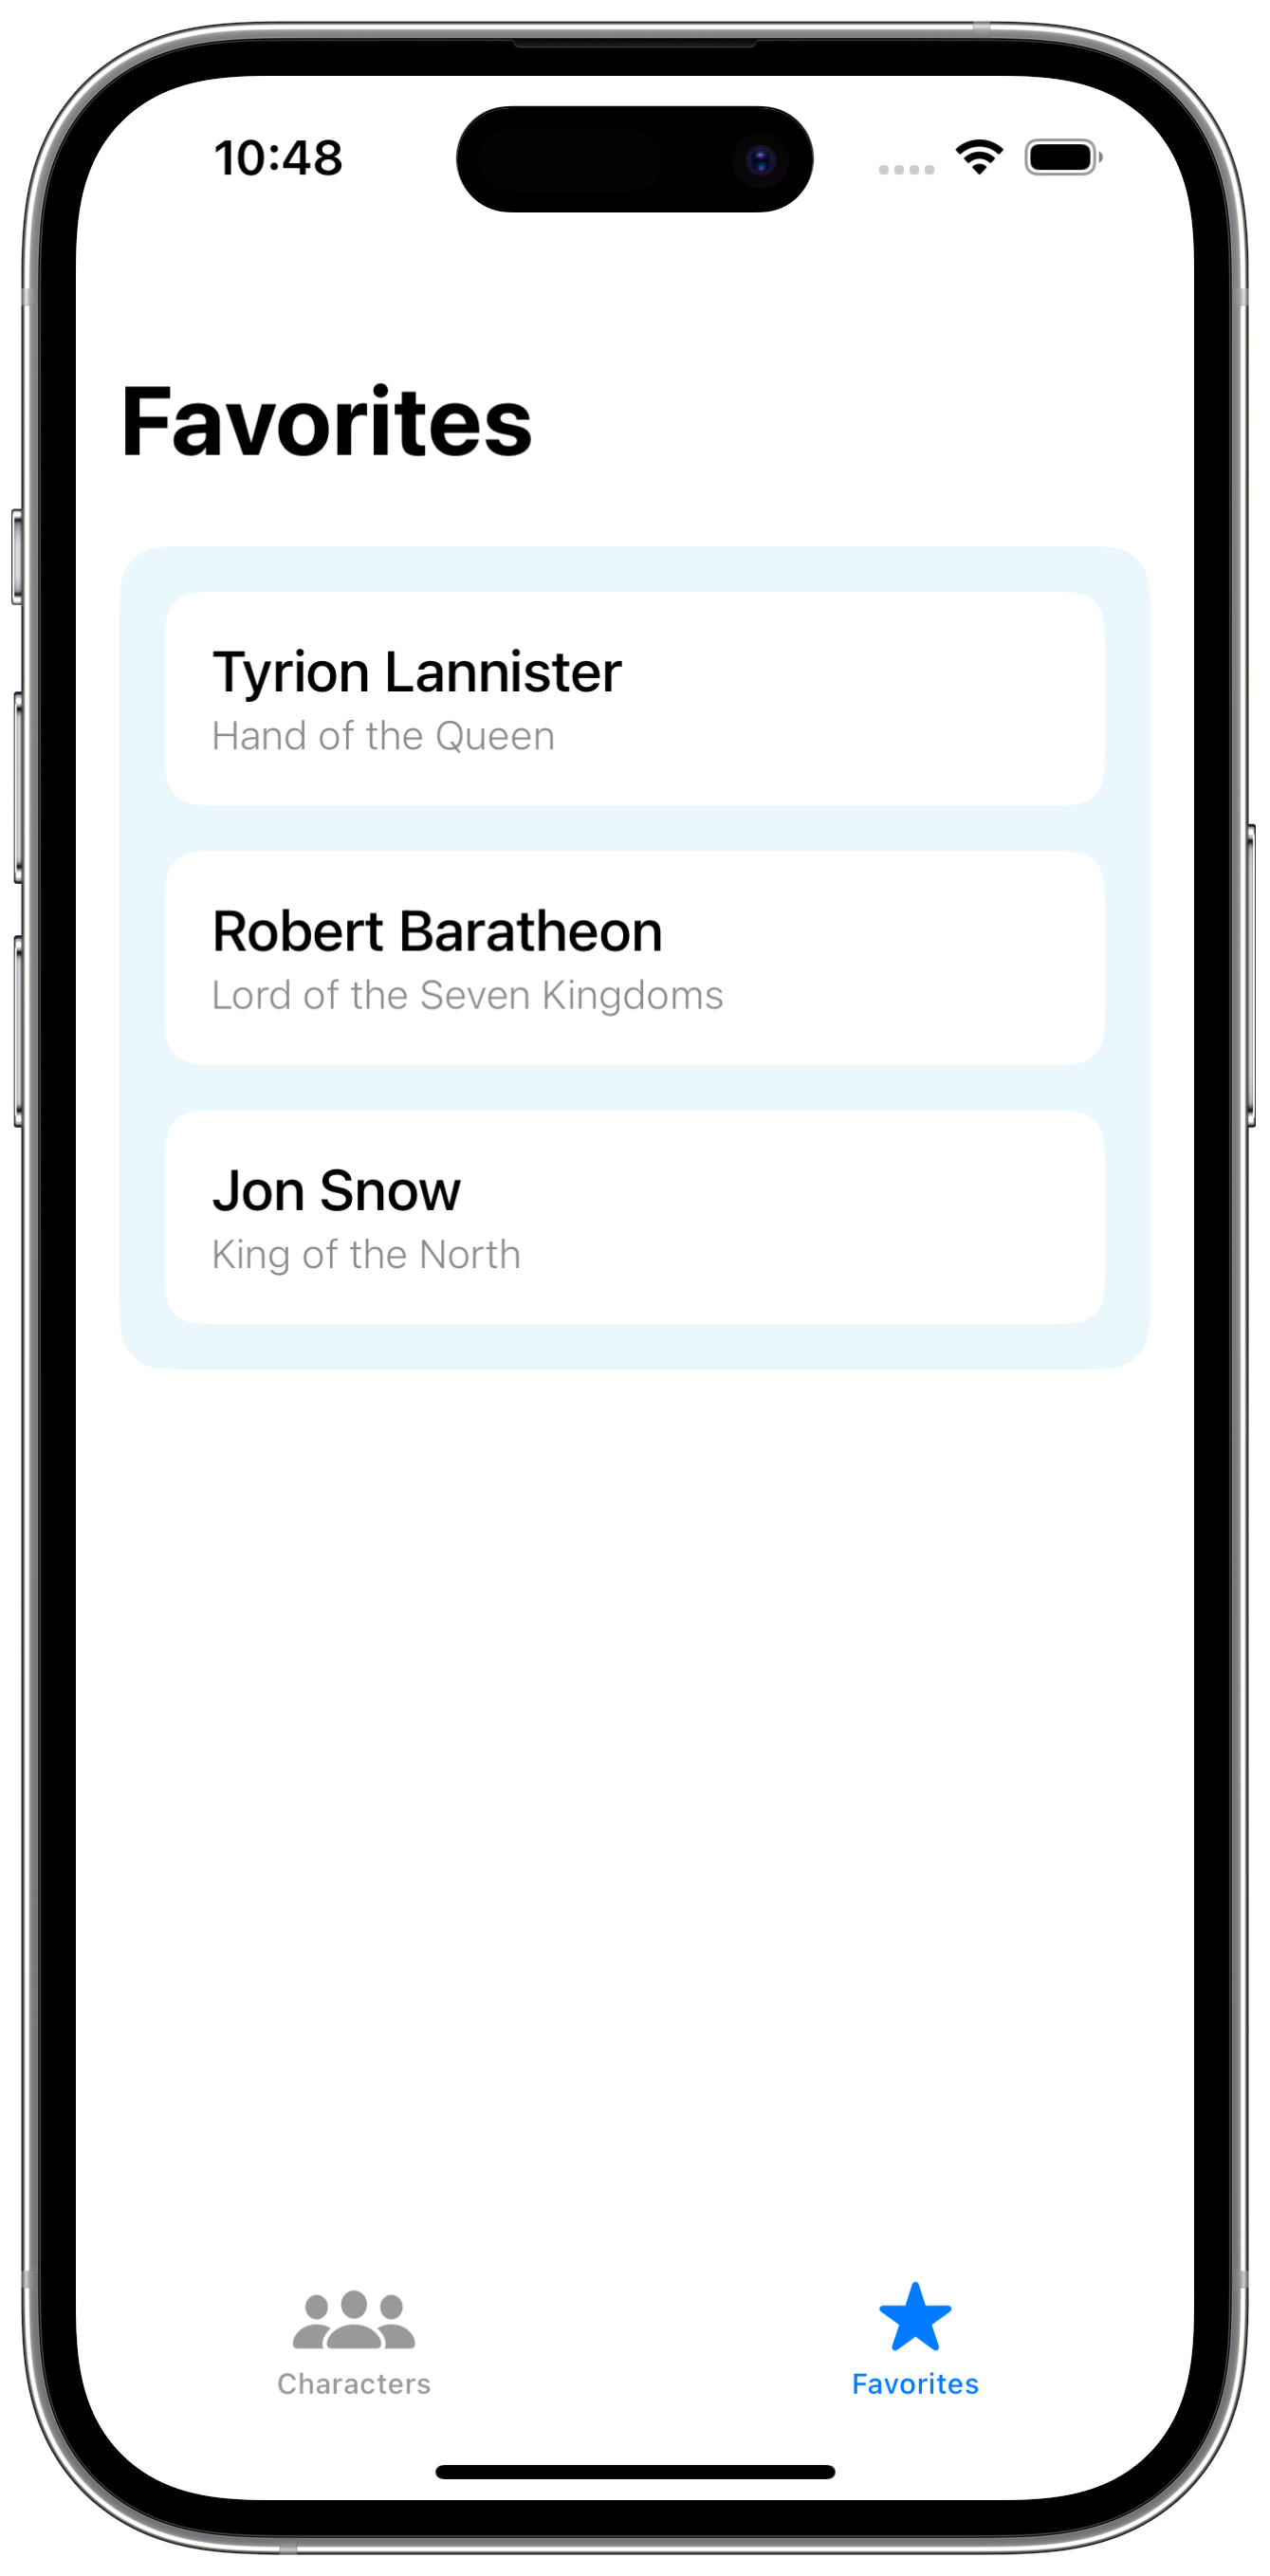 10:48
Favorites
Tyrion Lannister
Hand of the Queen
Robert Baratheon
Lord of the Seven Kingdoms
Jon Snow
King of the North
Characters
Favorites